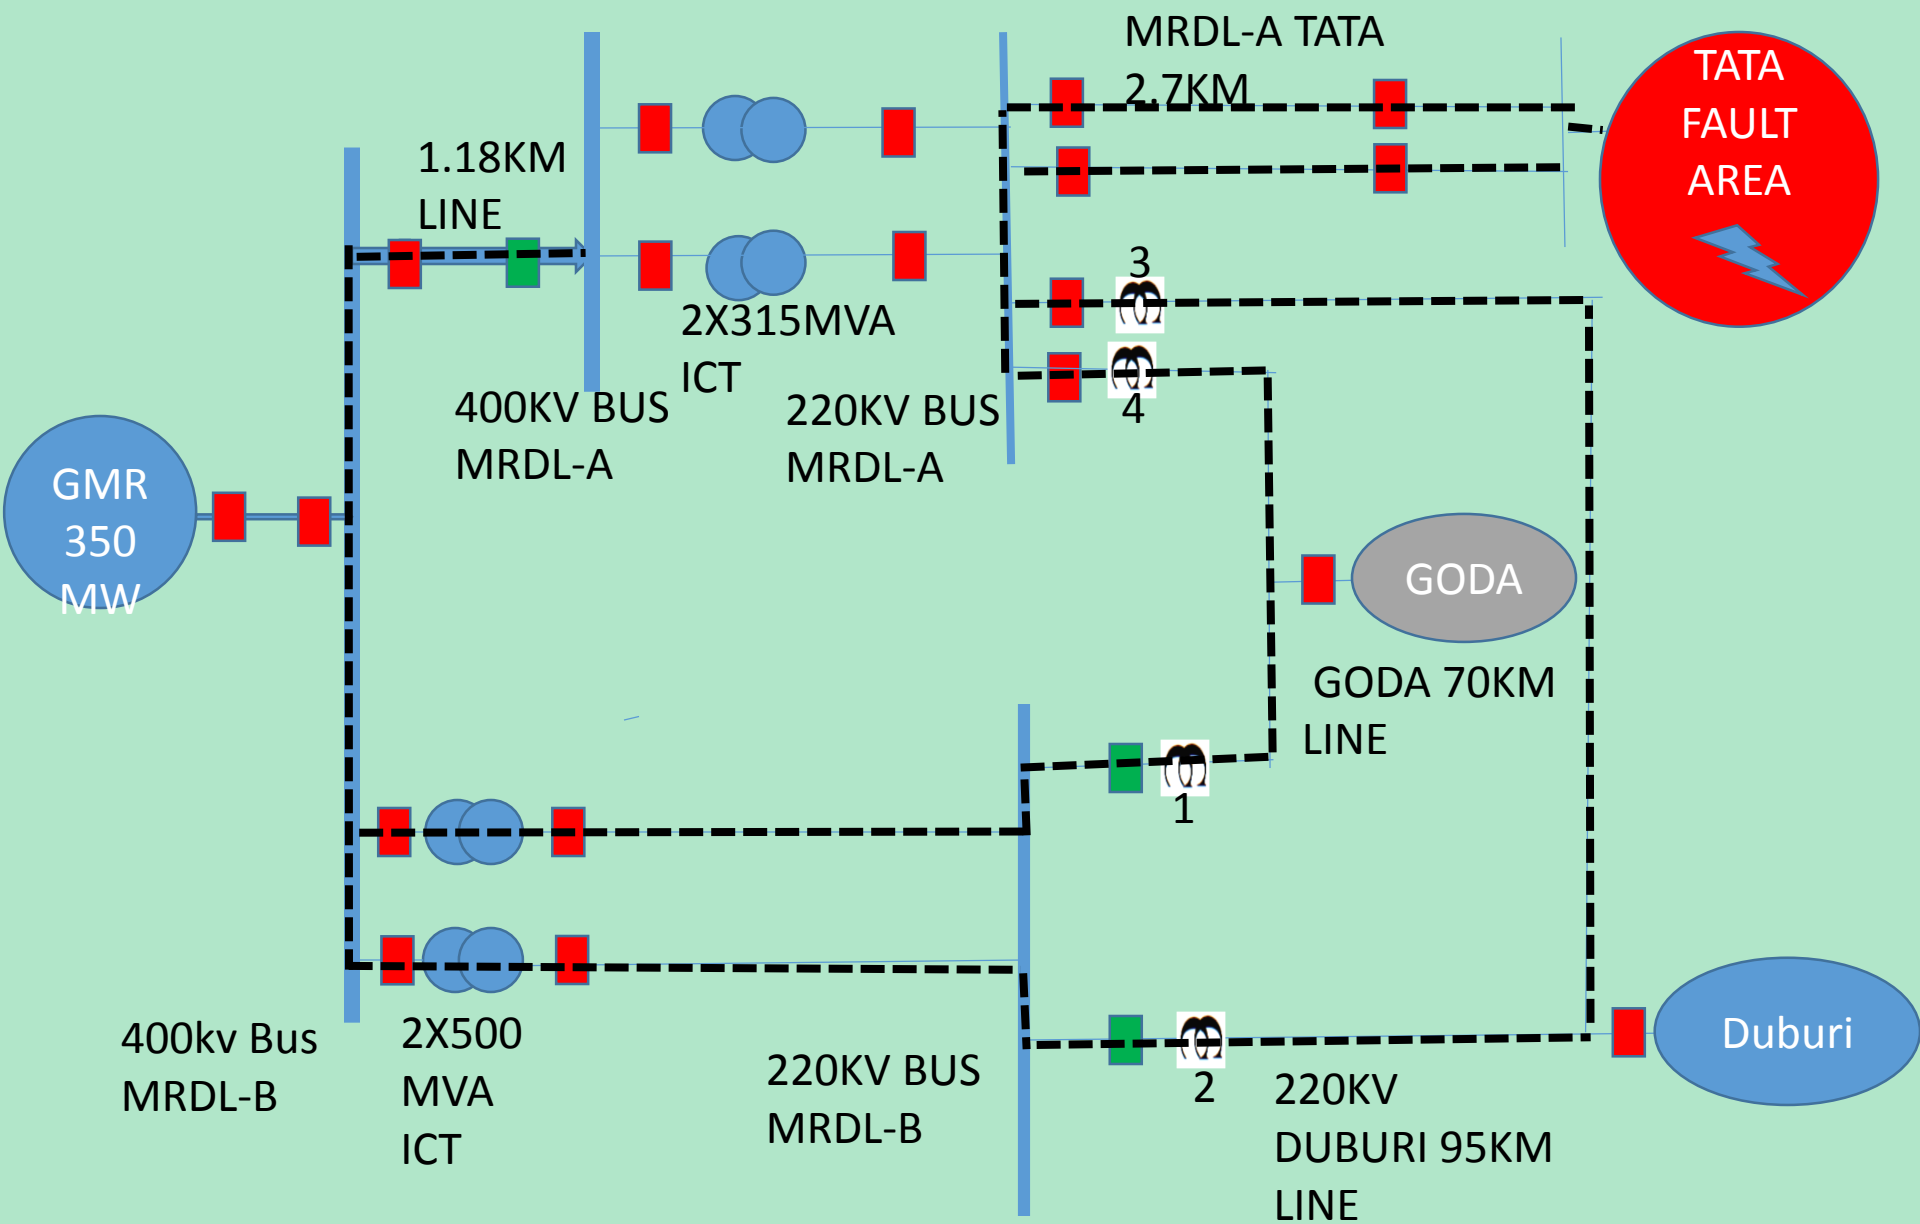 MRDL-A TATA
2.7KM
TATA
FAULT
AREA
1.18KM
LINE
3
2X315MVA
ICT
4
400KV BUS
MRDL-A
220KV BUS
MRDL-A
GMR
350
MW
GODA
GODA 70KM
LINE
1
400kv Bus
MRDL-B
2X500
MVA
ICT
220KV BUS
MRDL-B
2
220KV
DUBURI 95KM
LINE
Duburi